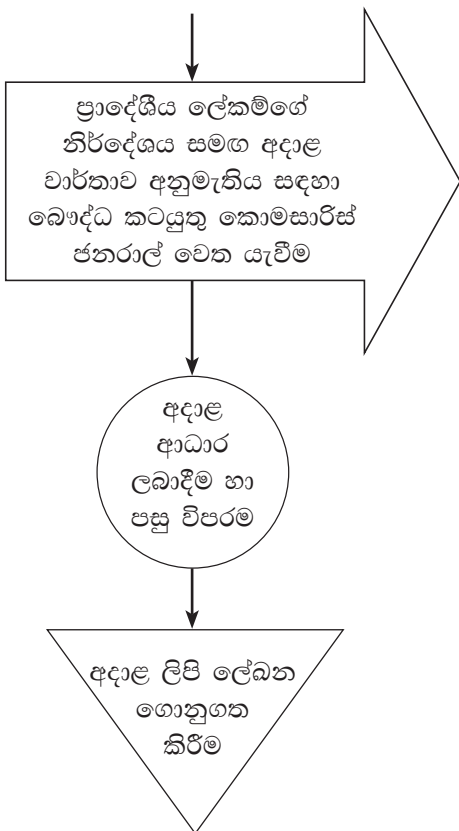 ප්‍රාදේශීය ලේකම්ගේ
නිර්දේශය සමඟ අදාළ
වාර්තාව අනුමැතිය සඳහා
බෞද්ධ කටයුතු කොමසාරිස්
ජනරාල් වෙත යැවීම
අදාළ
ආධාර
ලබාදීම හා
පසු විපරම
අදාළ ලිපි ලේඛන
ගොනුගත
කිරීම